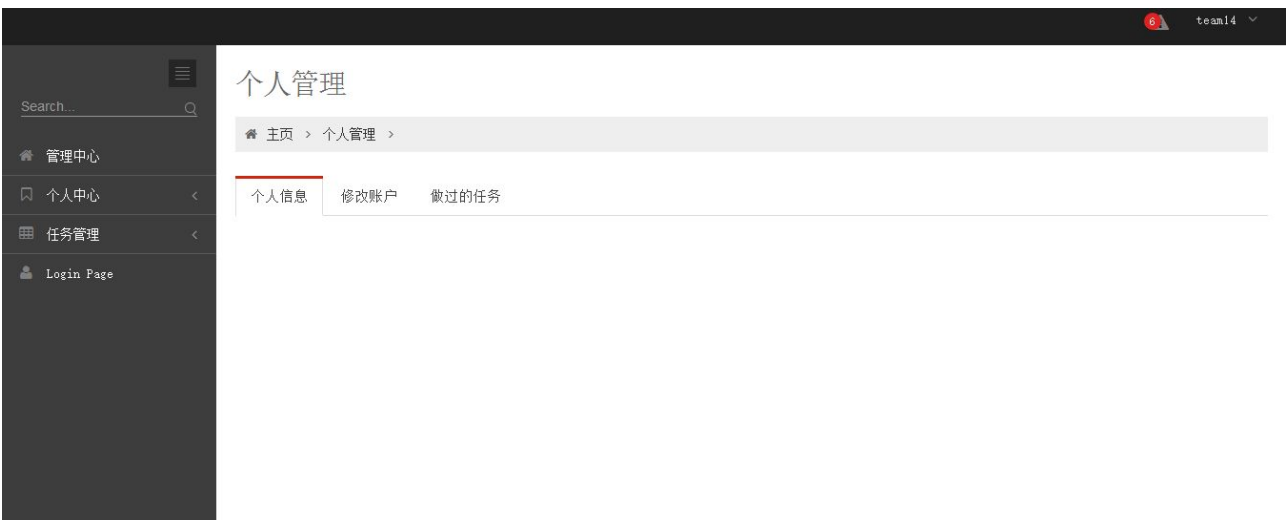 6 team14
个人管理
Search...
主页 > 个人管理 >
管理中心
个人信息 修改账户 做过的任务
个人中心
任务管理
Login Page